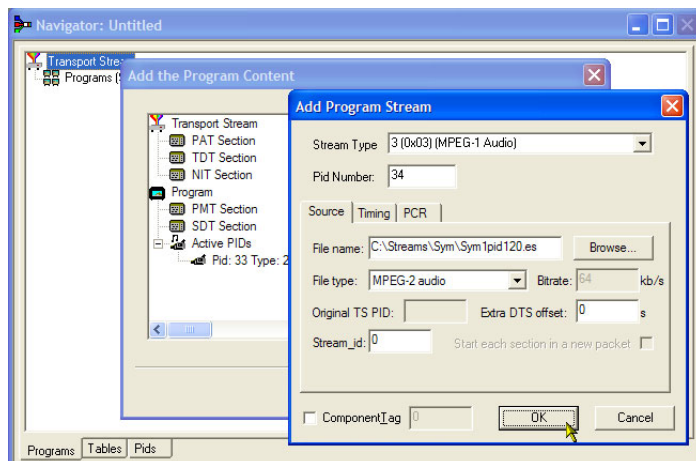 Navigator: Untitled
Transport Stre
Programs (S
Add the Program Content
Transport Stream
PAT Section
TDT Section
NIT Section
Program
PMT Section
SDT Section
Active PIDs
Pid: 33 Type: 2
Add Program Stream
Stream Type 3 (0x03) (MPEG-1 Audio)
Pid Number: 34
Source Timing PCR
File name: C:\Streams\Sym\Sym1pid120.es Browse...
File type: MPEG-2 audio Bitrate: 64 kb/s
Original TS PID: Extra DTS offset: 0 s
Stream_id: 0 Start each section in a new packet
ComponentTag 0 OK Cancel
Programs Tables Pids